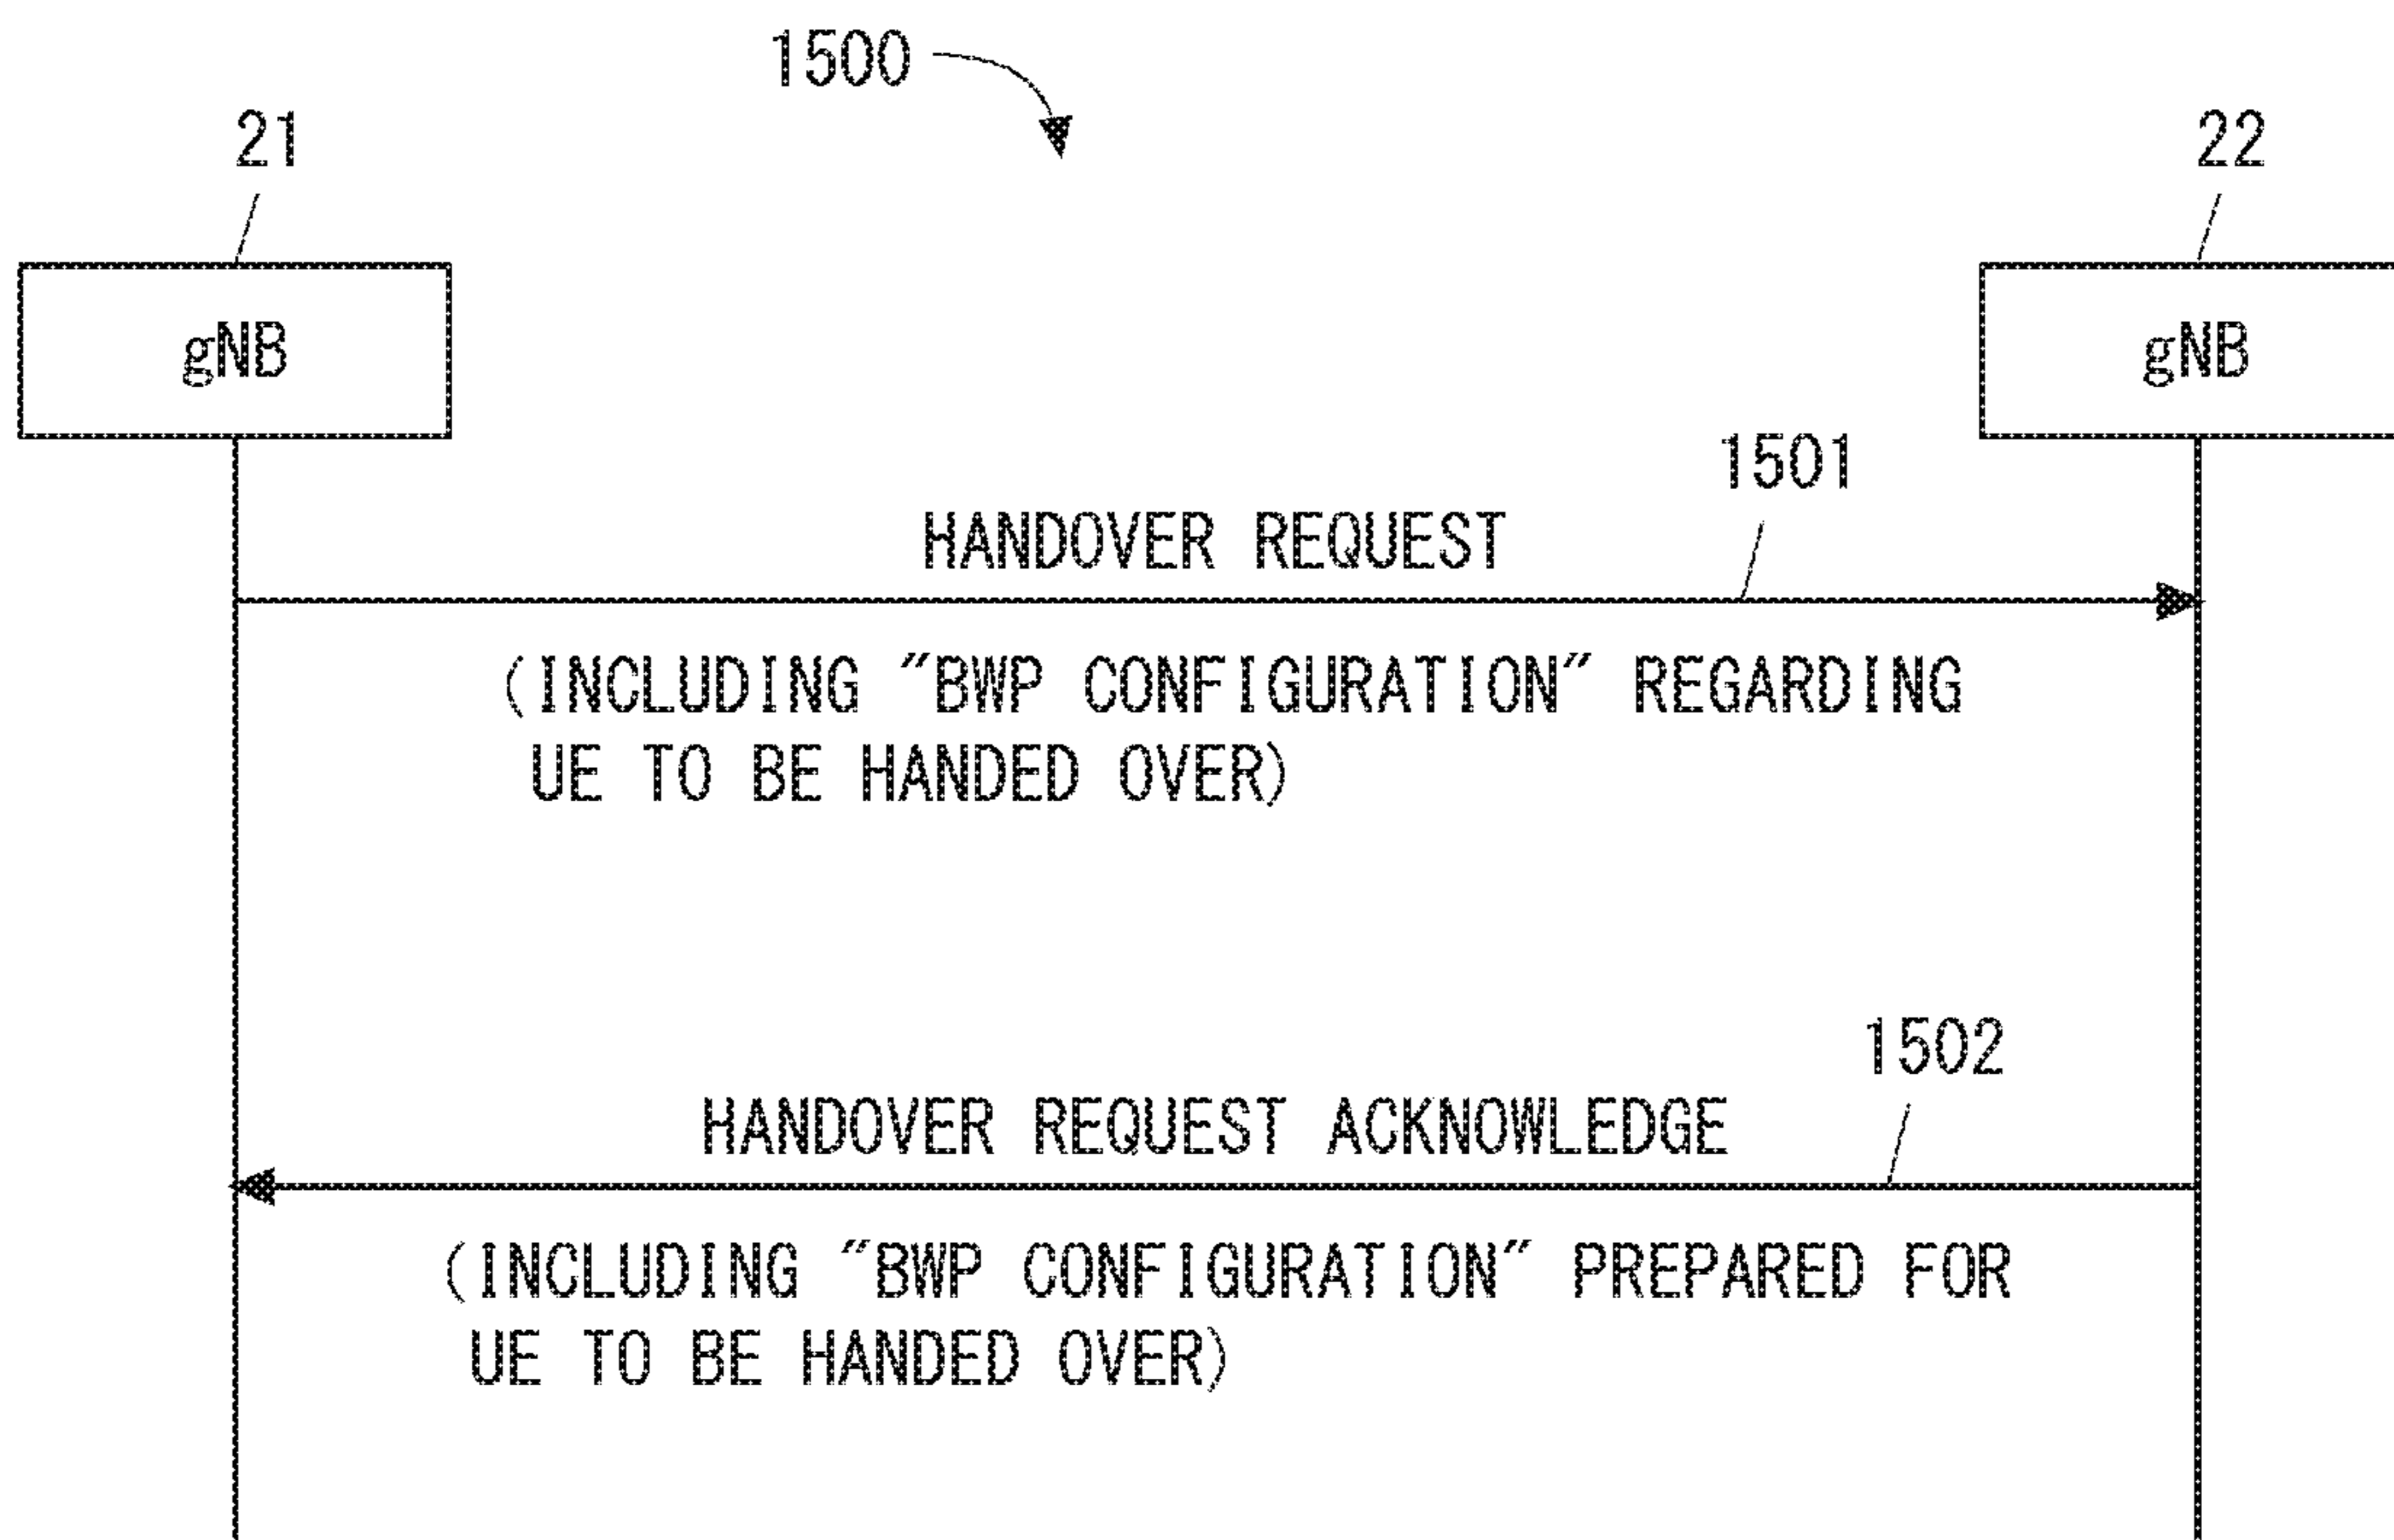 1500
21
22
gNB
gNB
1501
HANDOVER REQUEST
(INCLUDING "BWP CONFIGURATION" REGARDING
UE TO BE HANDED OVER)
1502
HANDOVER REQUEST ACKNOWLEDGE
(INCLUDING "BWP CONFIGURATION" PREPARED FOR
UE TO BE HANDED OVER)